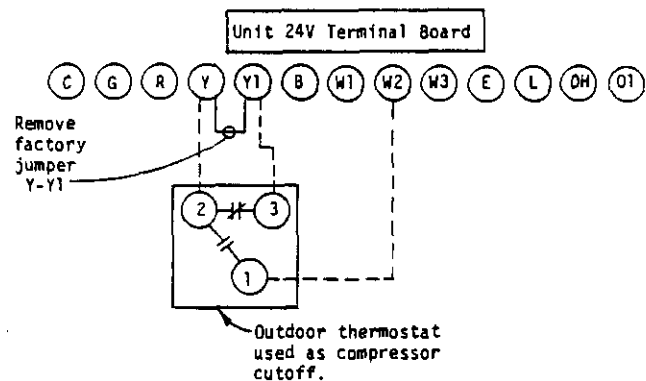 Unit 24V Terminal Board
C G R Y Y1 B W1 W2 W3 E L OH O1
Remove
factory
jumper
Y-Y1
2 3
1
Outdoor thermostat
used as compressor
cutoff.